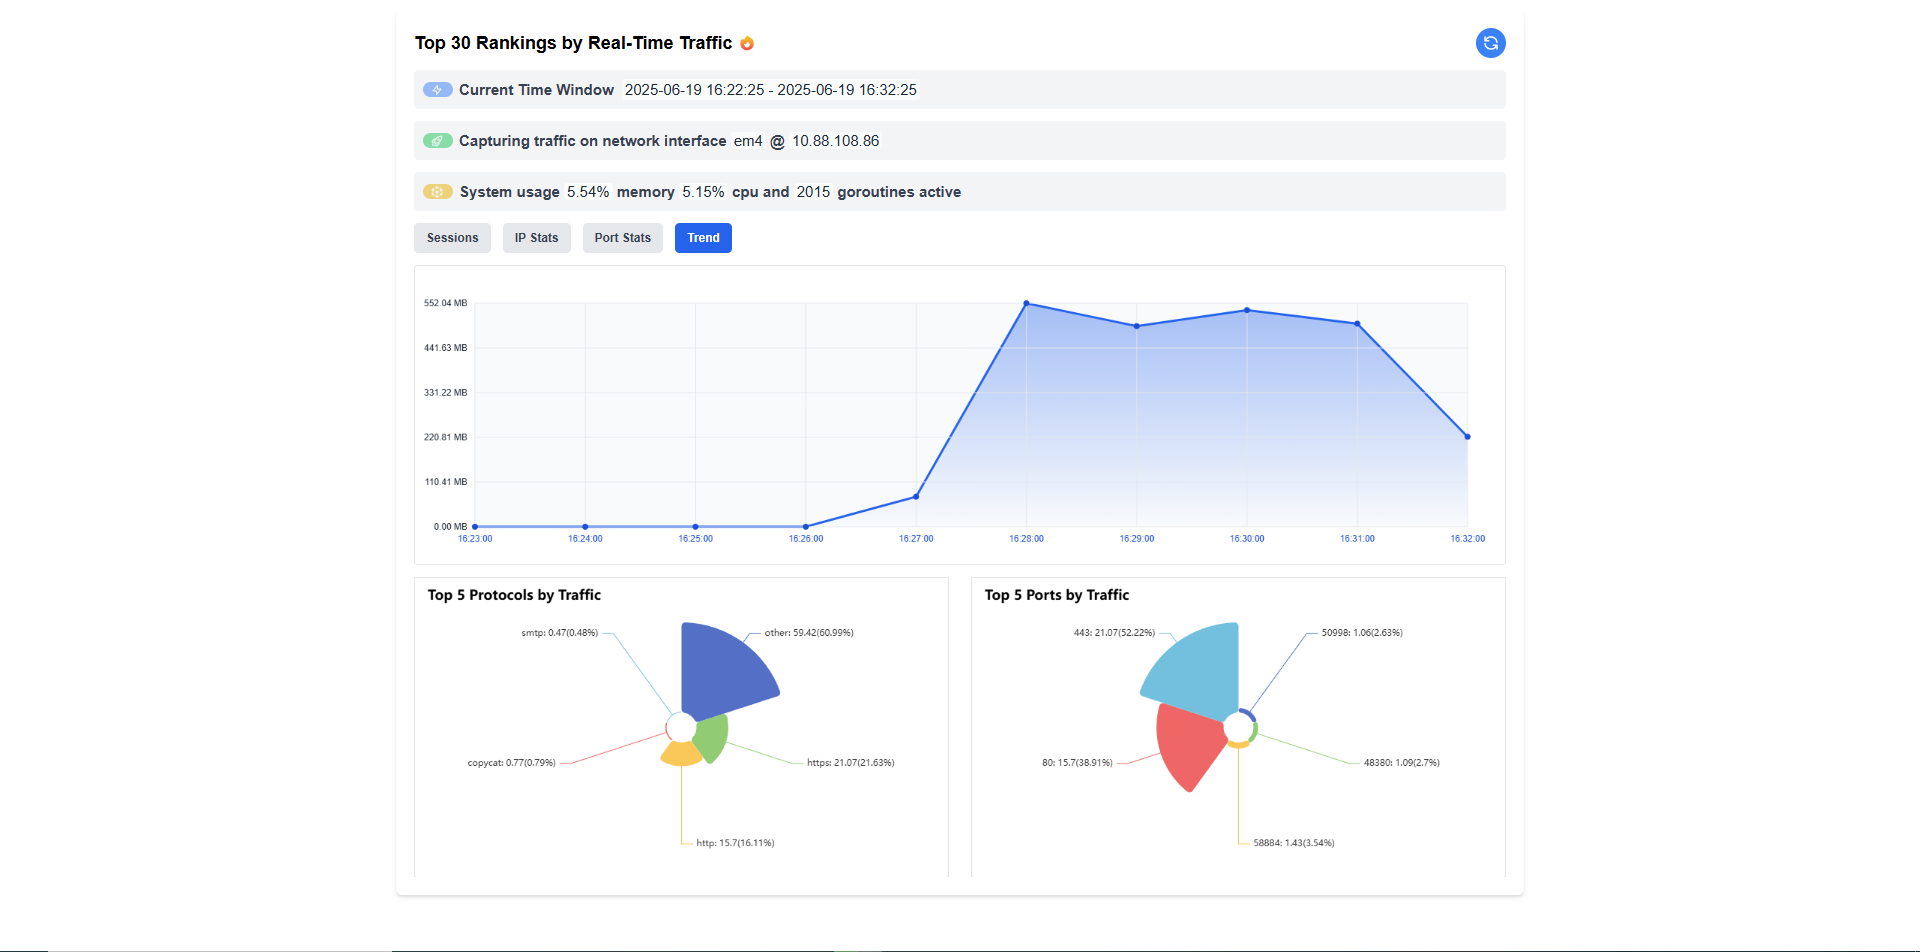 Top 30 Rankings by Real-Time Traffic
Current Time Window 2025-06-19 16:22:25 - 2025-06-19 16:32:25
Capturing traffic on network interface em4 @ 10.88.108.86
System usage 5.54% memory 5.15% cpu and 2015 goroutines active
Sessions IP Stats Port Stats Trend
552.04 MB
441.63 MB
331.22 MB
220.81 MB
110.41 MB
0.00 MB
16:23:00 16:24:00 16:25:00 16:26:00 16:27:00 16:28:00 16:29:00 16:30:00 16:31:00 16:32:00
Top 5 Protocols by Traffic
smtp: 0.47(0.48%) other: 59.42(60.99%)
copycat: 0.77(0.79%) https: 21.07(21.63%)
http: 15.7(16.11%)
Top 5 Ports by Traffic
443: 21.07(52.22%) 50998: 1.06(2.63%)
80: 15.7(38.91%) 48380: 1.09(2.7%)
58884: 1.43(3.54%)